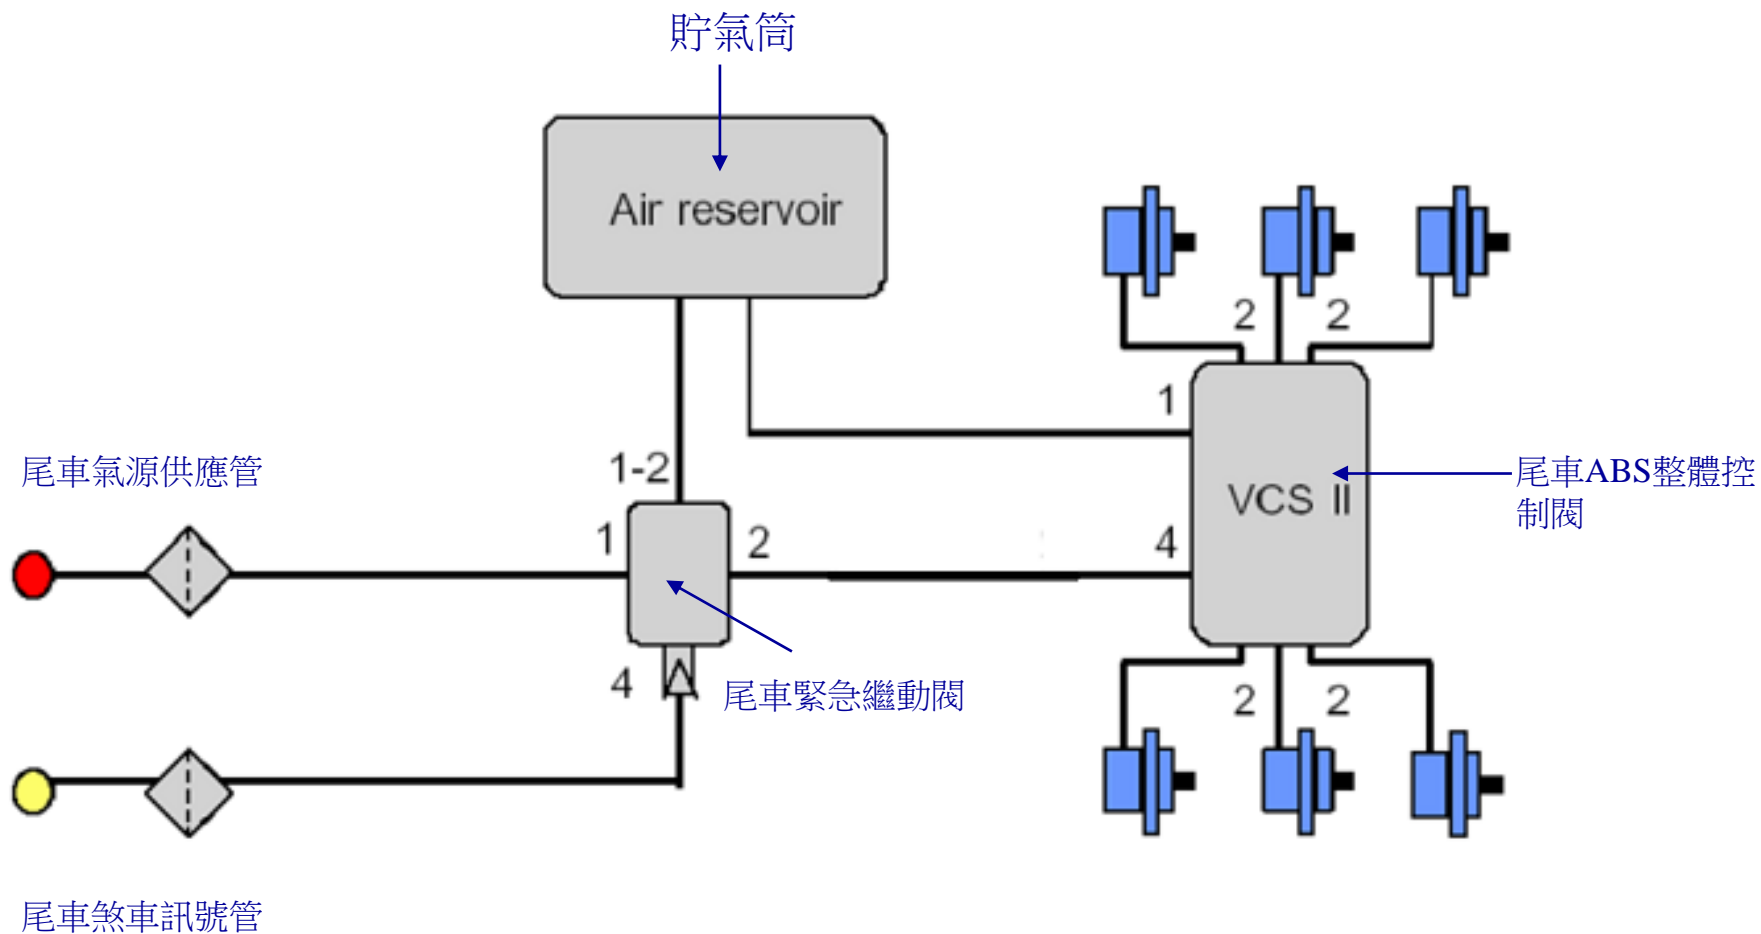 貯氣筒
Air reservoir
2
2
1
1-2
尾車氣源供應管
尾車ABS整體控
制閥
VCS II
1
2
4
4
尾車緊急繼動閥
2
2
尾車煞車訊號管